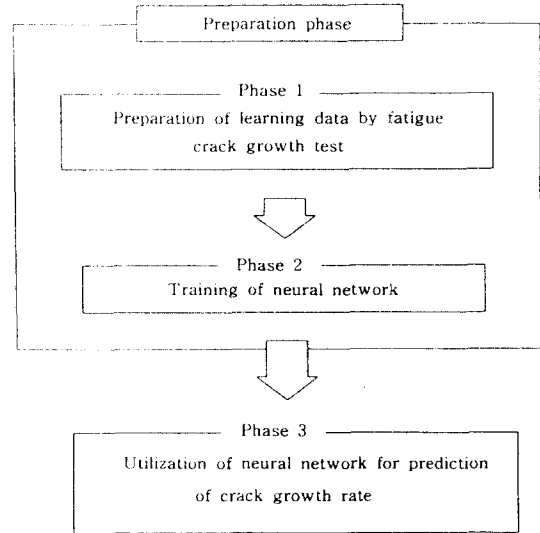 Preparation phase
Phase 1
Preparation of learning data by fatigue
crack growth test
Phase 2
Training of neural network
Phase 3
Utilization of neural network for prediction
of crack growth rate